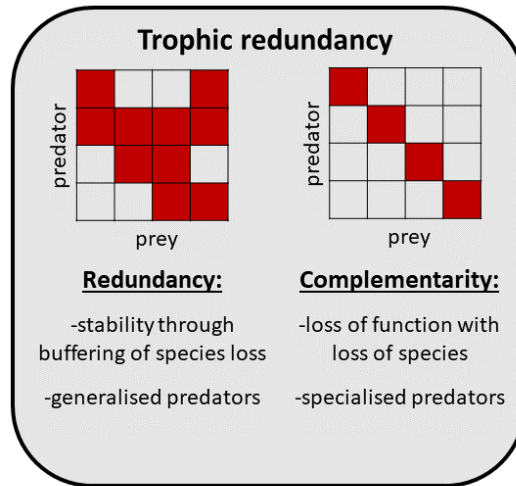 Trophic redundancy
predator
prey
predator
prey
Redundancy:
-stability through
buffering of species loss
-generalised predators
Complementarity:
-loss of function with
loss of species
-specialised predators